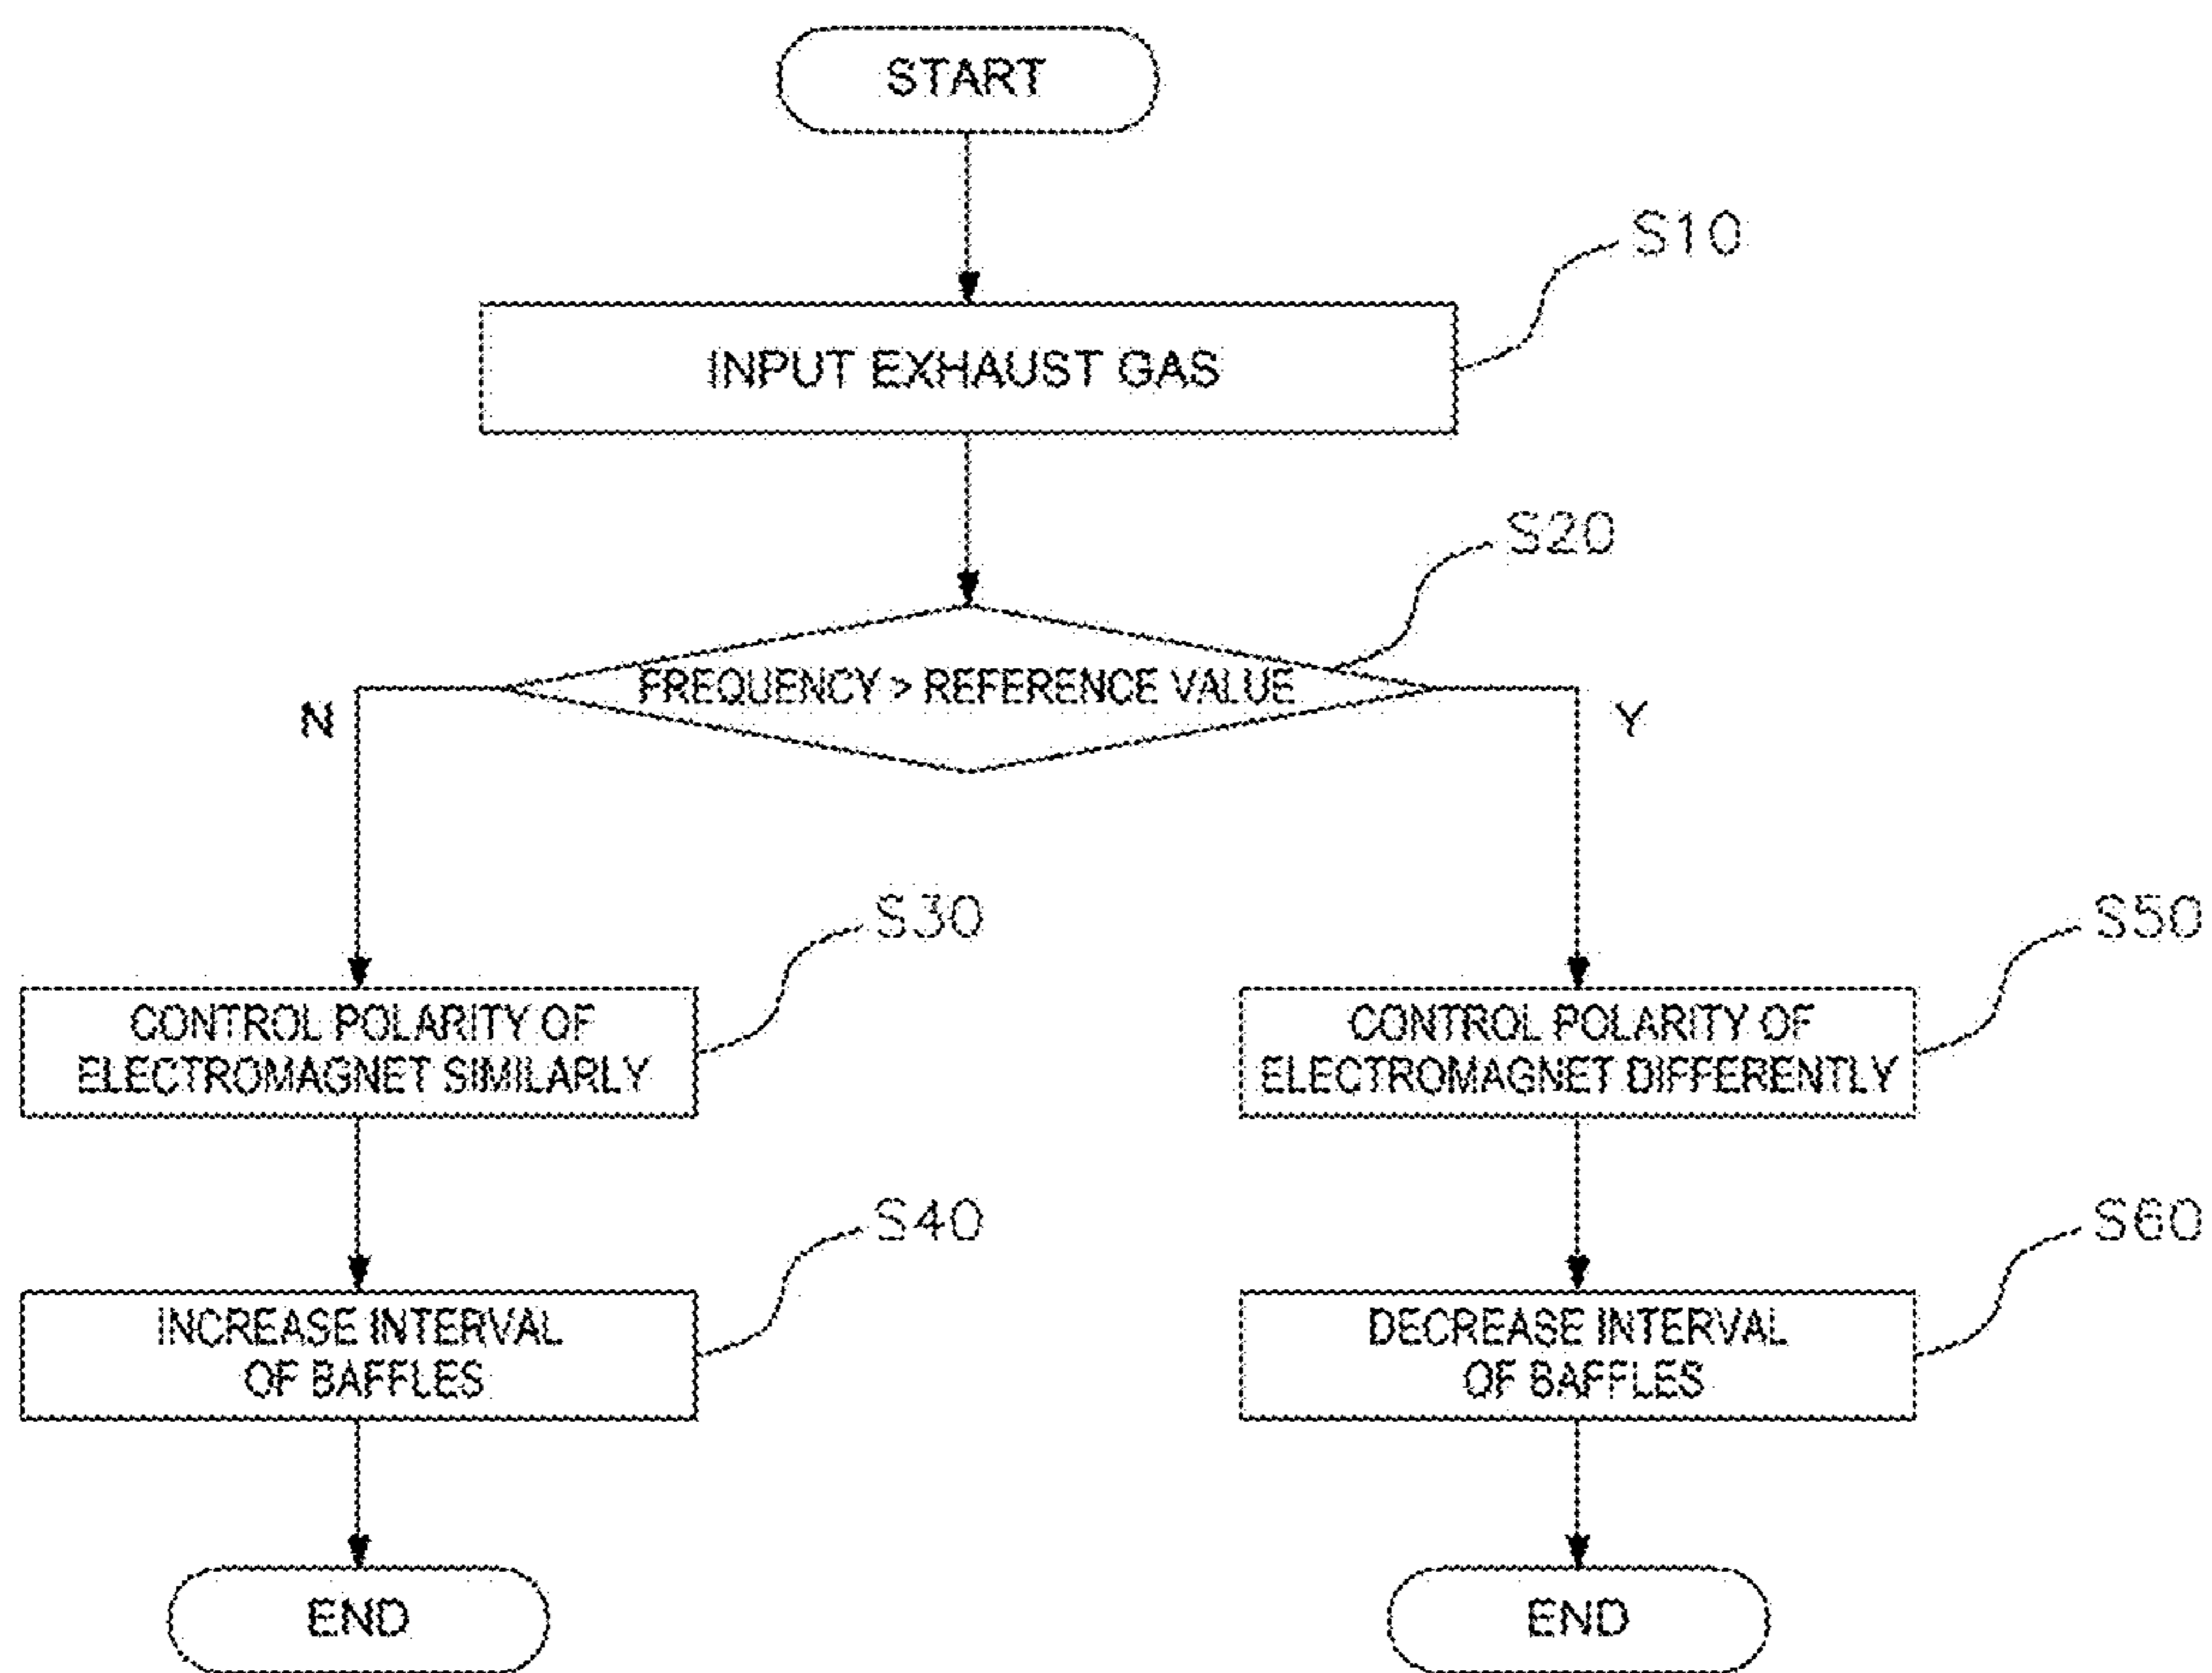 START
S10
INPUT EXHAUST GAS
S20
FREQUENCY > REFERENCE VALUE
N
Y
S30
S50
CONTROL POLARITY OF
ELECTROMAGNET SIMILARLY
CONTROL POLARITY OF
ELECTROMAGNET DIFFERENTLY
S40
S60
INCREASE INTERVAL
OF BAFFLES
DECREASE INTERVAL
OF BAFFLES
END
END